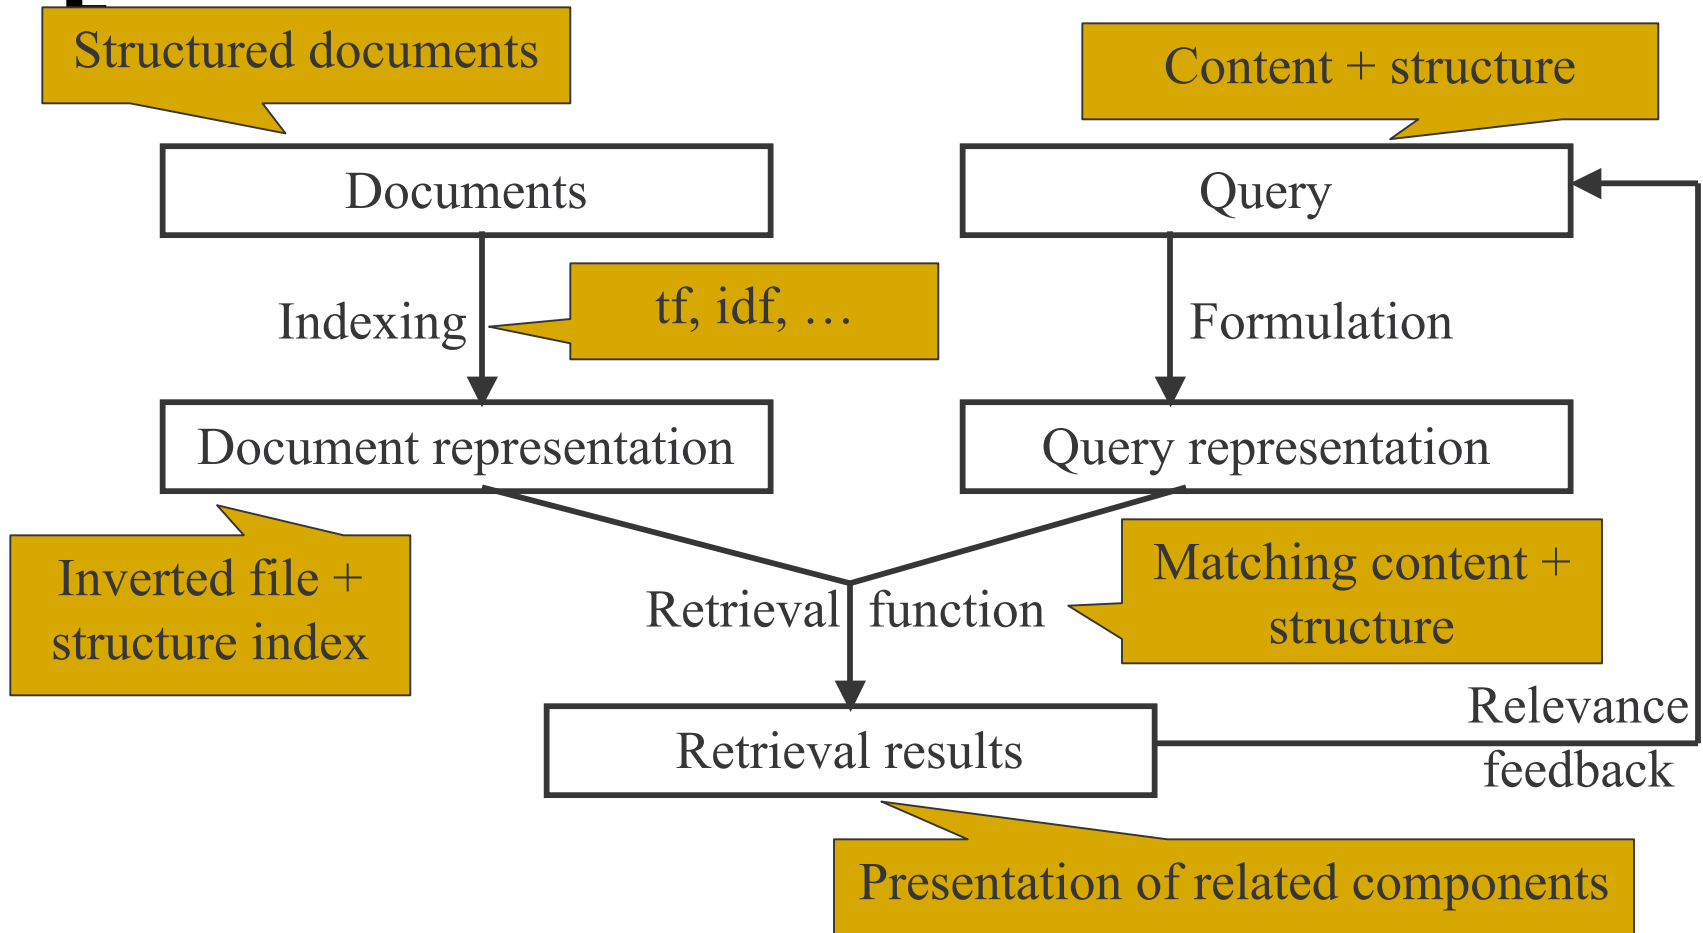 Structured documents
Content + structure
Documents
Query
Indexing
tf, idf, …
Formulation
Document representation
Query representation
Inverted file +
structure index
Retrieval function
Matching content +
structure
Retrieval results
Relevance
feedback
Presentation of related components